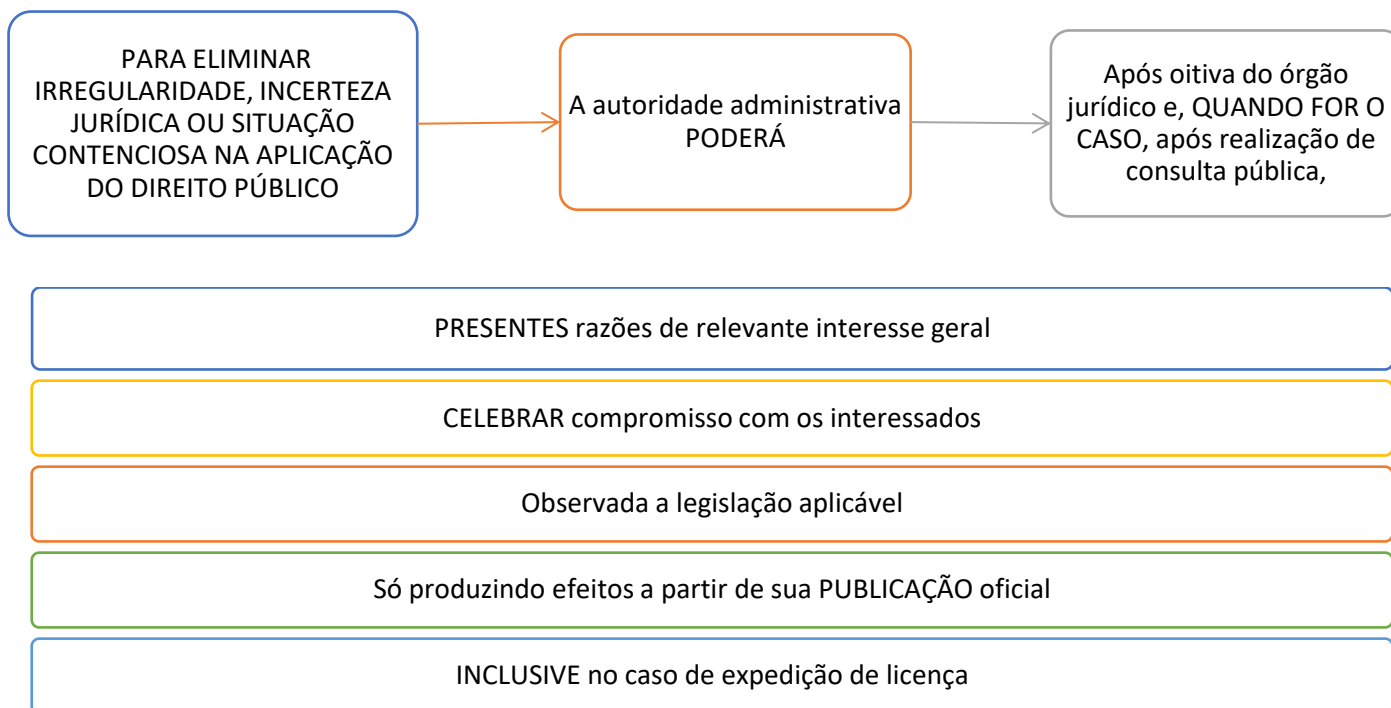 PARA ELIMINAR
IRREGULARIDADE, INCERTEZA
JURÍDICA OU SITUAÇÃO
CONTENCIOSA NA APLICAÇÃO
DO DIREITO PÚBLICO
A autoridade administrativa
PODERÁ
Após oitiva do órgão
jurídico e, QUANDO FOR O
CASO, após realização de
consulta pública,
PRESENTES razões de relevante interesse geral
CELEBRAR compromisso com os interessados
Observada a legislação aplicável
Só produzindo efeitos a partir de sua PUBLICAÇÃO oficial
INCLUSIVE no caso de expedição de licença